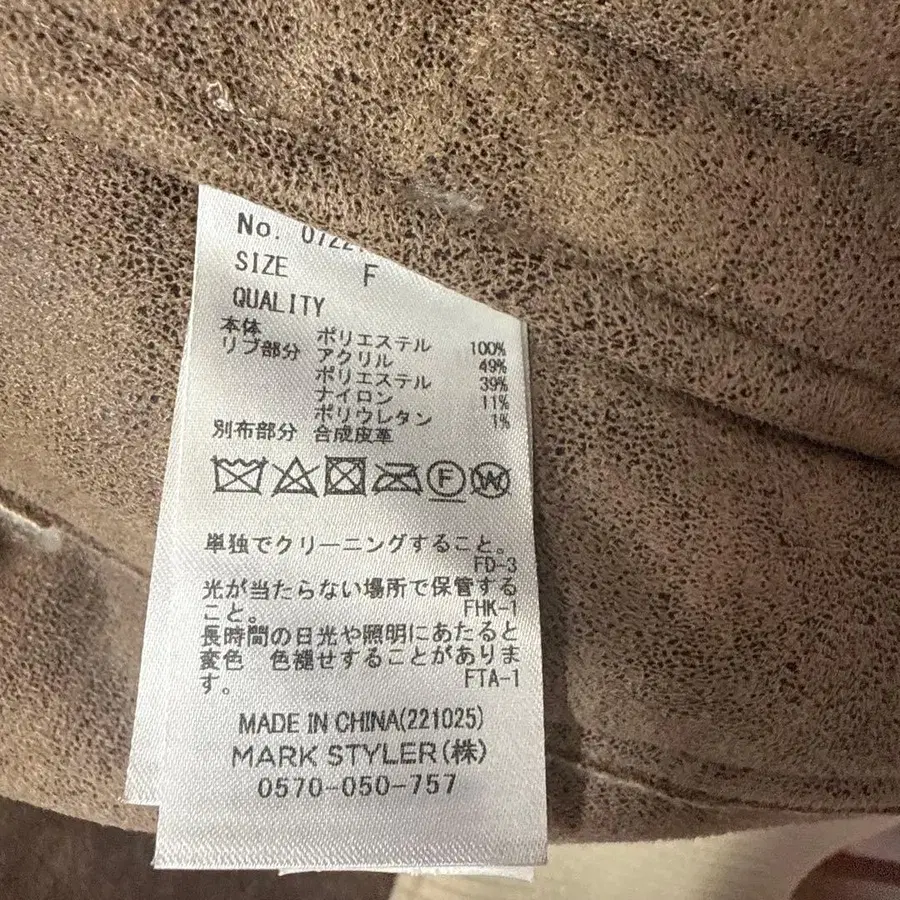 No.
SIZE F
QUALITY
本体 ポリエステル 100%
リブ部分 アクリル 49%
ポリエステル 39%
ナイロン 11%
ポリウレタン 1%
別布部分 合成皮革
F W
単独でクリーニングすること。
FD-3
光が当たらない場所で保管する
こと。 FHK-1
長時間の日光や照明にあたると
変色 色褪せすることがありま
す。 FTA-1
MADE IN CHINA(221025)
MARK STYLER(株)
0570-050-757